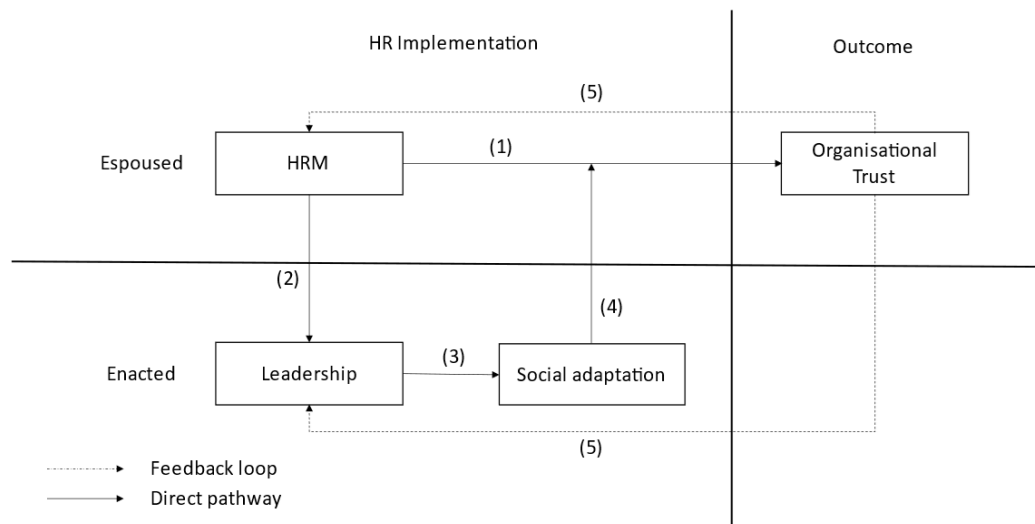 HR Implementation
Outcome
(5)
Espoused
HRM
(1)
Organisational
Trust
(2)
(4)
Enacted
Leadership
(3)
Social adaptation
(5)
Feedback loop
Direct pathway